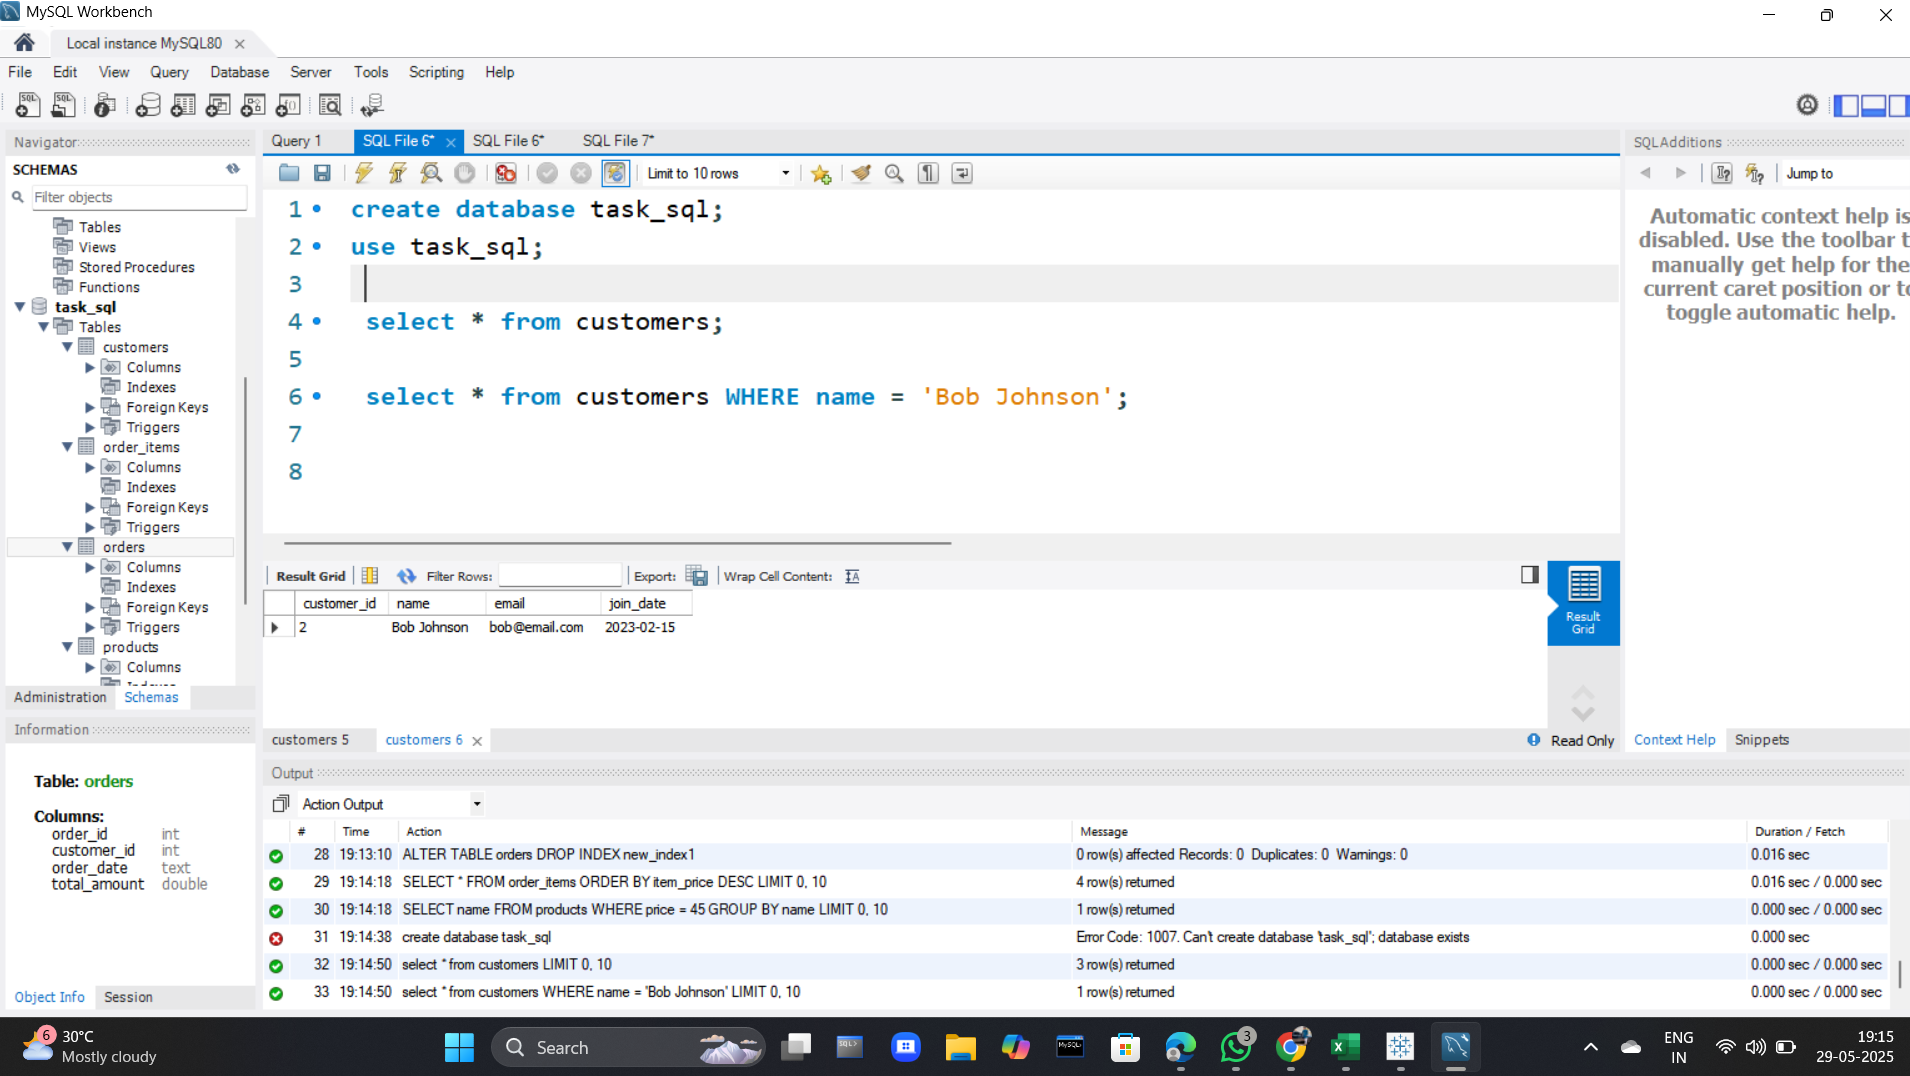 MySQL Workbench
Local instance MySQL80
File Edit View Query Database Server Tools Scripting Help
Navigator
SCHEMAS
Filter objects
Tables
Views
Stored Procedures
Functions
task_sql
Tables
customers
Columns
Indexes
Foreign Keys
Triggers
order_items
Columns
Indexes
Foreign Keys
Triggers
orders
Columns
Indexes
Foreign Keys
Triggers
products
Columns
Administration Schemas
Information
Table: orders
Columns:
order_id int
customer_id int
order_date text
total_amount double
Object Info Session
Query 1 SQL File 6* SQL File 6* SQL File 7*
Limit to 10 rows
1 create database task_sql;
2 use task_sql;
3
4 select * from customers;
5
6 select * from customers WHERE name = 'Bob Johnson';
7
8
Result Grid Filter Rows: Export: Wrap Cell Content:
customer_id name email join_date
2 Bob Johnson bob@email.com 2023-02-15
Result
Grid
customers 5 customers 6 Read Only
SQLAdditions
Jump to
Automatic context help is
disabled. Use the toolbar t
manually get help for the
current caret position or to
toggle automatic help.
Context Help Snippets
Output
Action Output
# Time Action Message Duration / Fetch
28 19:13:10 ALTER TABLE orders DROP INDEX new_index1 0 row(s) affected Records: 0 Duplicates: 0 Warnings: 0 0.016 sec
29 19:14:18 SELECT * FROM order_items ORDER BY item_price DESC LIMIT 0, 10 4 row(s) returned 0.016 sec / 0.000 sec
30 19:14:18 SELECT name FROM products WHERE price = 45 GROUP BY name LIMIT 0, 10 1 row(s) returned 0.000 sec / 0.000 sec
31 19:14:38 create database task_sql Error Code: 1007. Can't create database 'task_sql'; database exists 0.000 sec
32 19:14:50 select * from customers LIMIT 0, 10 3 row(s) returned 0.000 sec / 0.000 sec
33 19:14:50 select * from customers WHERE name = 'Bob Johnson' LIMIT 0, 10 1 row(s) returned 0.000 sec / 0.000 sec
6
30°C
Mostly cloudy
Search
3
ENG
IN
19:15
29-05-2025